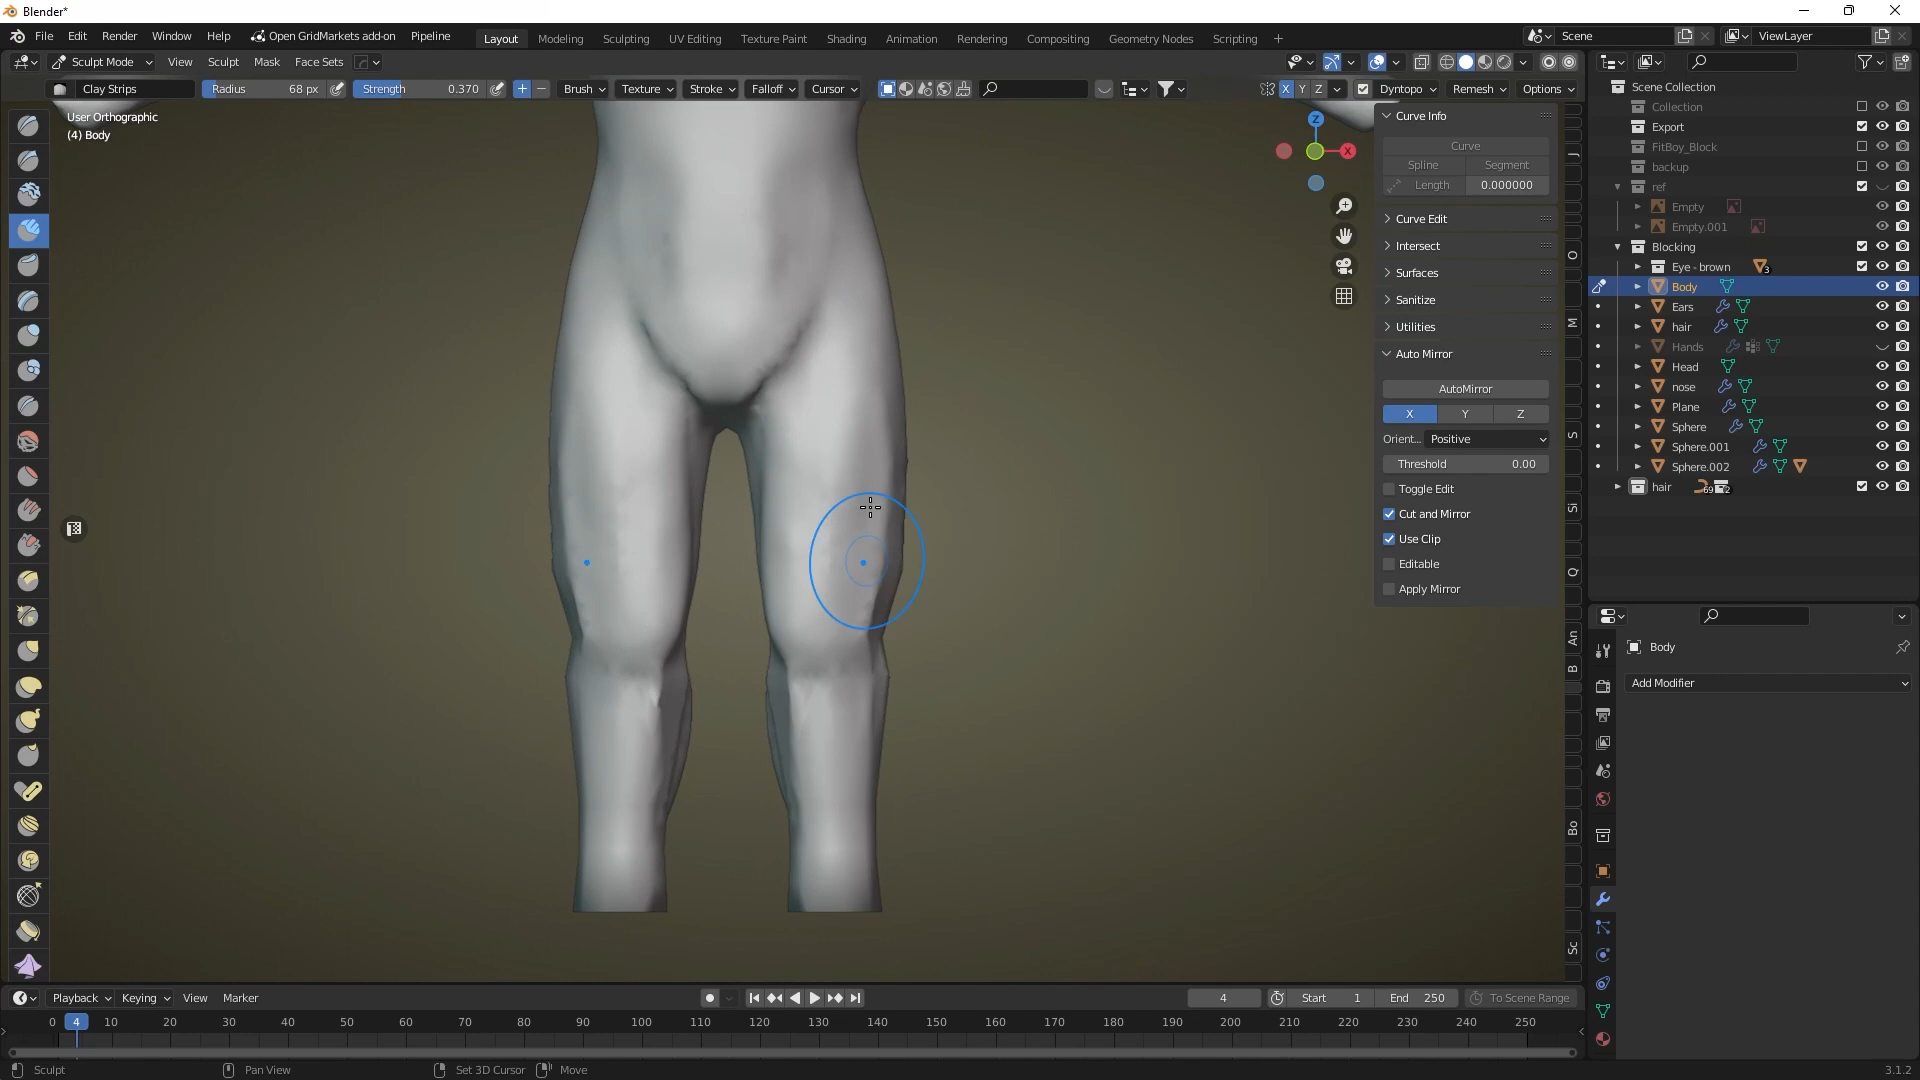 Blender*
File Edit Render Window Help Open GridMarkets add-on Pipeline Layout Modeling Sculpting UV Editing Texture Paint Shading Animation Rendering Compositing Geometry Nodes Scripting + Scene ViewLayer
Sculpt Mode View Sculpt Mask Face Sets
Clay Strips Radius 68 px Strength 0.370 + − Brush Texture Stroke Falloff Cursor X Y Z Dyntopo Remesh Options
User Orthographic
(4) Body
Z
X
Curve Info
Curve
Spline Segment
Length 0.000000
Curve Edit
Intersect
Surfaces
Sanitize
Utilities
Auto Mirror
AutoMirror
X Y Z
Orient... Positive
Threshold 0.00
Toggle Edit
Cut and Mirror
Use Clip
Editable
Apply Mirror
J
O
M
S
Si
Q
An
B
Bo
Sc
Scene Collection
Collection
Export
FitBoy_Block
backup
ref
Empty
Empty.001
Blocking
Eye - brown 3
Body
Ears
hair
Hands
Head
nose
Plane
Sphere
Sphere.001
Sphere.002
hair 69 2
Body
Add Modifier
Playback Keying View Marker 4 Start 1 End 250 To Scene Range
0 4 10 20 30 40 50 60 70 80 90 100 110 120 130 140 150 160 170 180 190 200 210 220 230 240 250
Sculpt Pan View Set 3D Cursor Move 3.1.2